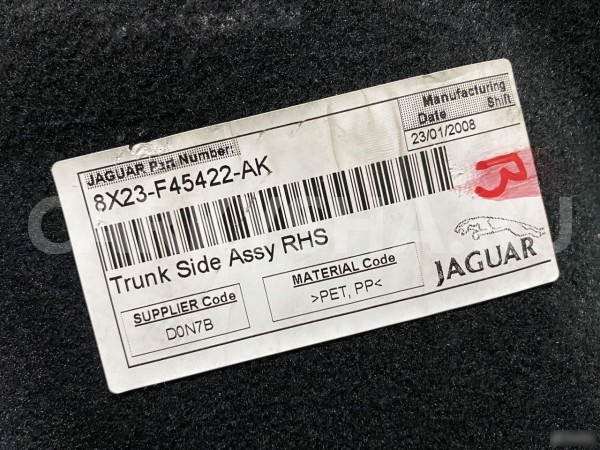 JAGUAR Part Number:
8X23-F45422-AK
Manufacturing
Date Shift
23/01/2008
Trunk Side Assy RHS
SUPPLIER Code
D0N7B
MATERIAL Code
>PET, PP<
JAGUAR